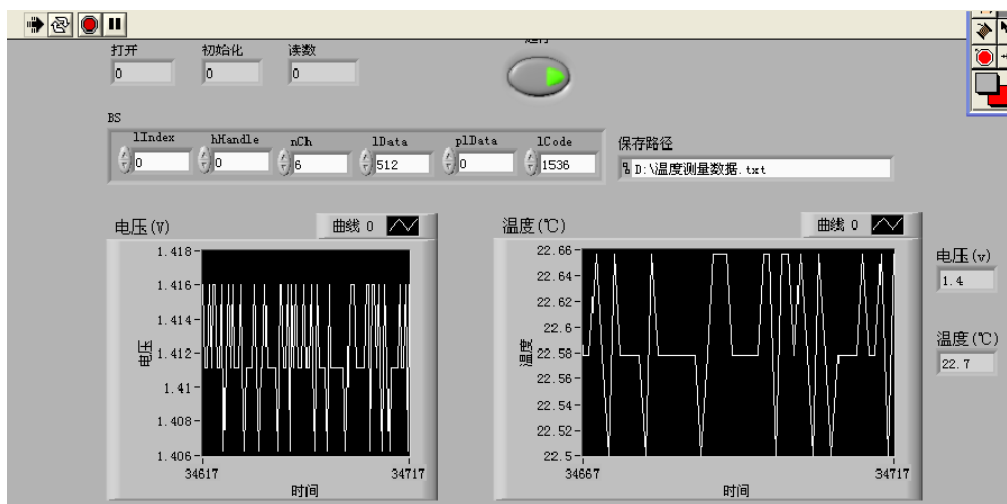 打开 初始化 读数
0 0 0
BS
lIndex hHandle nCh lData plData lCode
0 0 6 512 0 1536
保存路径
D:\温度测量数据.txt
电压(V) 曲线 0
1.418
1.416
1.414
1.412
1.41
1.408
1.406
电压
34617 34717
时间
温度(℃) 曲线 0
22.66
22.64
22.62
22.6
22.58
22.56
22.54
22.52
22.5
温度
34667 34717
时间
电压(v)
1.4
温度(℃)
22.7